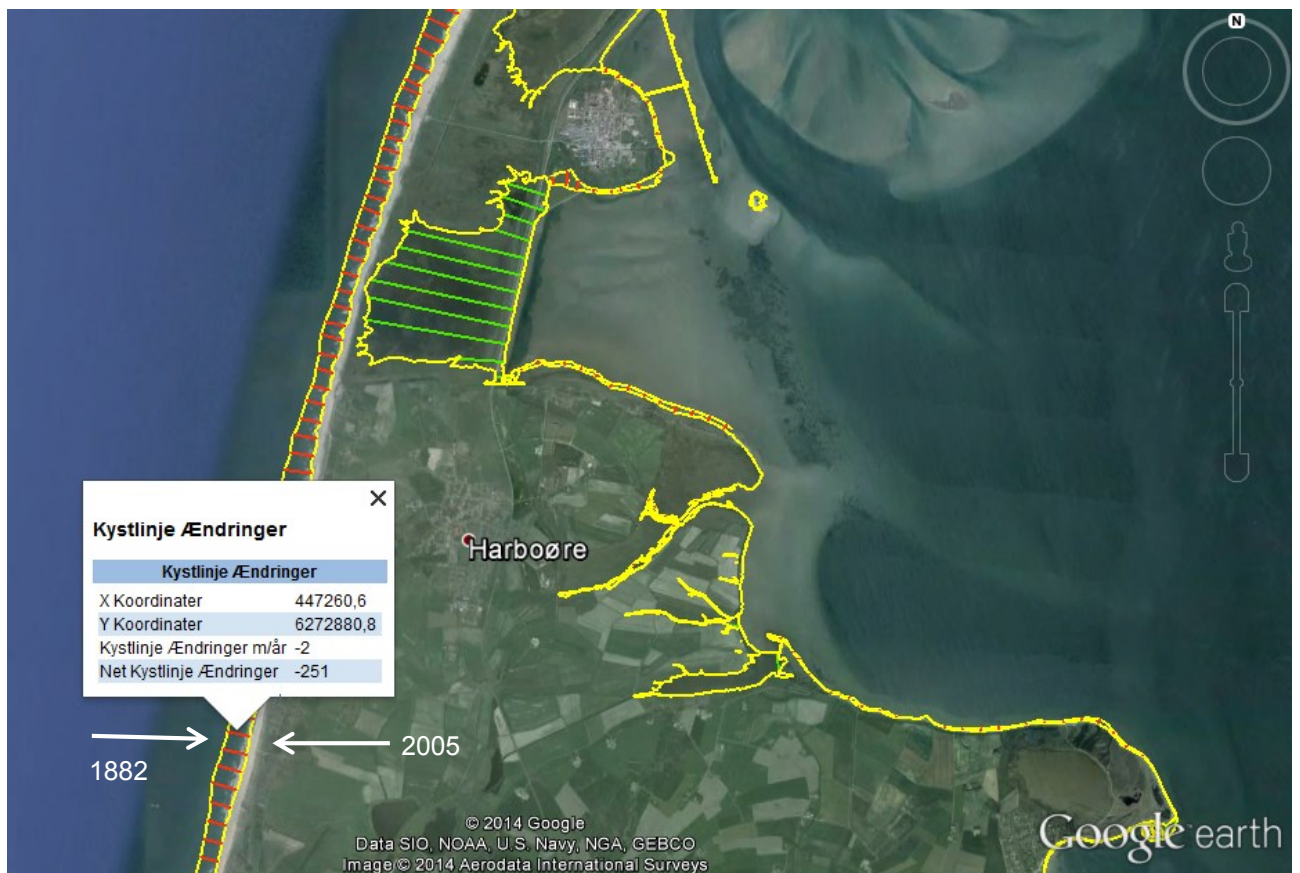 N
Harboøre
Kystlinje Ændringer
Kystlinje Ændringer
X Koordinater 447260,6
Y Koordinater 6272880,8
Kystlinje Ændringer m/år -2
Net Kystlinje Ændringer -251
1882
2005
© 2014 Google
Data SIO, NOAA, U.S. Navy, NGA, GEBCO
Image © 2014 Aerodata International Surveys
Google earth